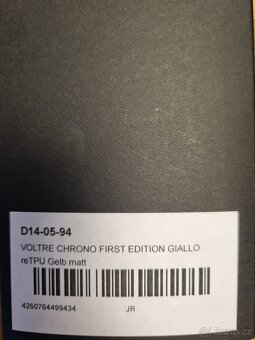 D14-05-94
VOLTRE CHRONO FIRST EDITION GIALLO
reTPU Gelb matt
4260764499434 JR